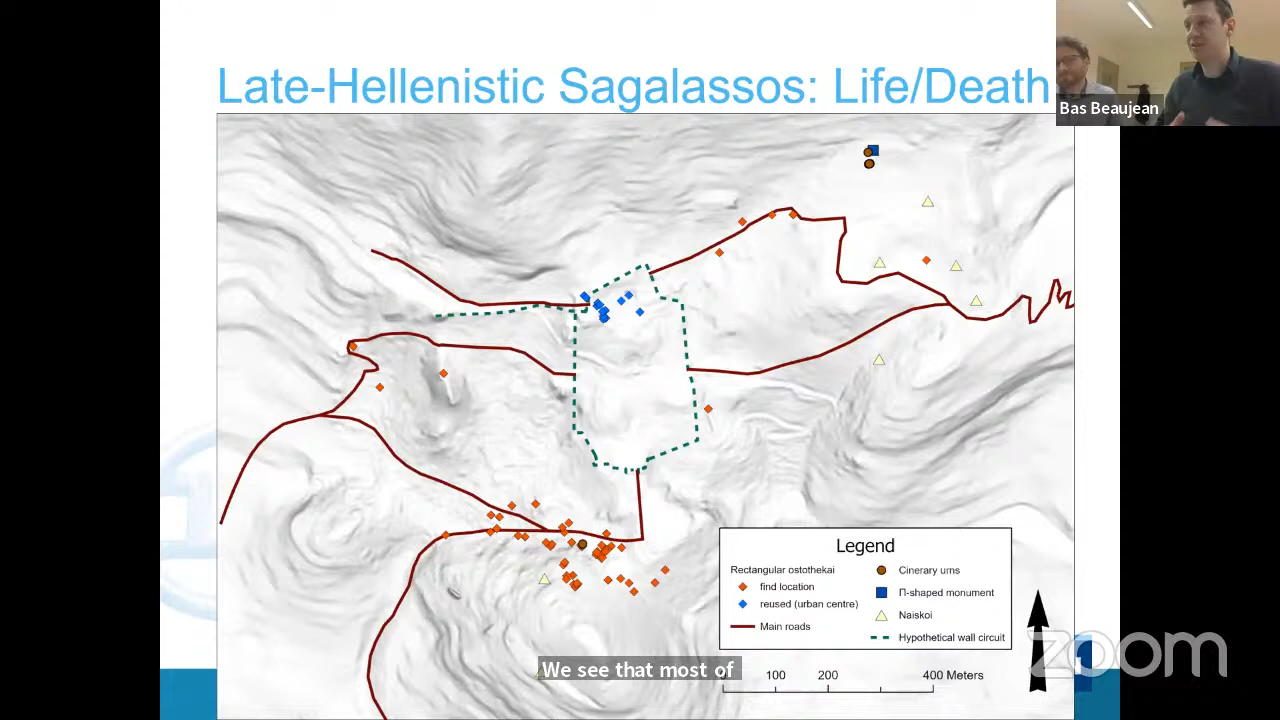 Late-Hellenistic Sagalassos: Life/Death
Bas Beaujean
Legend
Rectangular ostothekai
find location
reused (urban centre)
Main roads
Cinerary urns
Π-shaped monument
Naiskoi
Hypothetical wall circuit
100 200 400 Meters
We see that most of
zoom